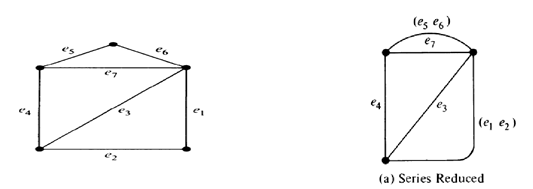 e₅ e₆
e₇
e₄ e₃ e₁
e₂
(e₅ e₆)
e₇
e₄ e₃ (e₁ e₂)
(a) Series Reduced